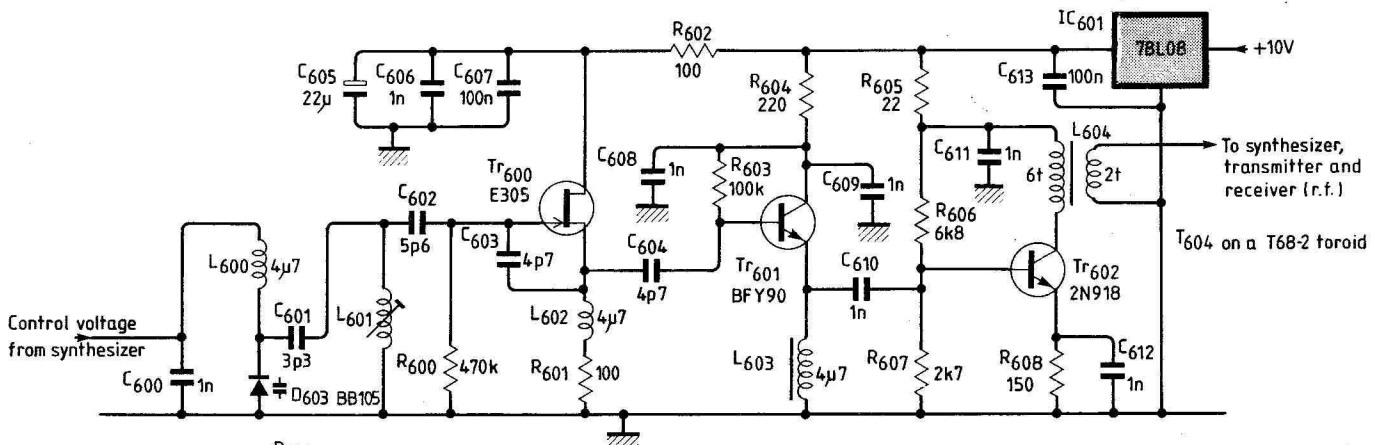 IC601
78L08
+10V
R602
100
C605
22µ
C606
1n
C607
100n
R604
220
R605
22
C613
100n
L604
6t
2t
To synthesizer,
transmitter and
receiver (r.f.)
T604 on a T68-2 toroid
C608
1n
R603
100k
C609
1n
C611
1n
R606
6k8
Tr600
E305
C602
5p6
C603
4p7
C604
4p7
Tr601
BFY90
C610
1n
Tr602
2N918
L600
4µ7
C601
3p3
L601
L602
4µ7
Control voltage
from synthesizer
C600
1n
D603 BB105
R600
470k
R601
100
L603
4µ7
R607
2k7
R608
150
C612
1n